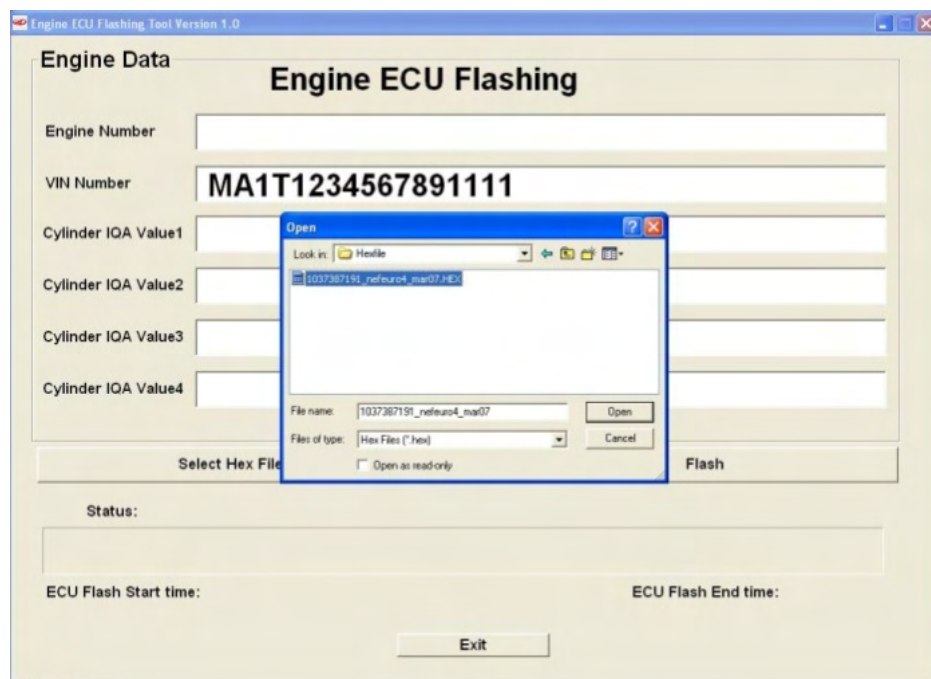 Engine ECU Flashing Tool Version 1.0
Engine Data
Engine ECU Flashing
Engine Number
VIN Number
MA1T1234567891111
Cylinder IQA Value1
Cylinder IQA Value2
Cylinder IQA Value3
Cylinder IQA Value4
Open
Look in: Hexfile
1037387191_nefeuro4_mar07.HEX
File name: 1037387191_nefeuro4_mar07 Open
Files of type: Hex Files (*.hex) Cancel
Open as read-only
Select Hex File Flash
Status:
ECU Flash Start time: ECU Flash End time:
Exit